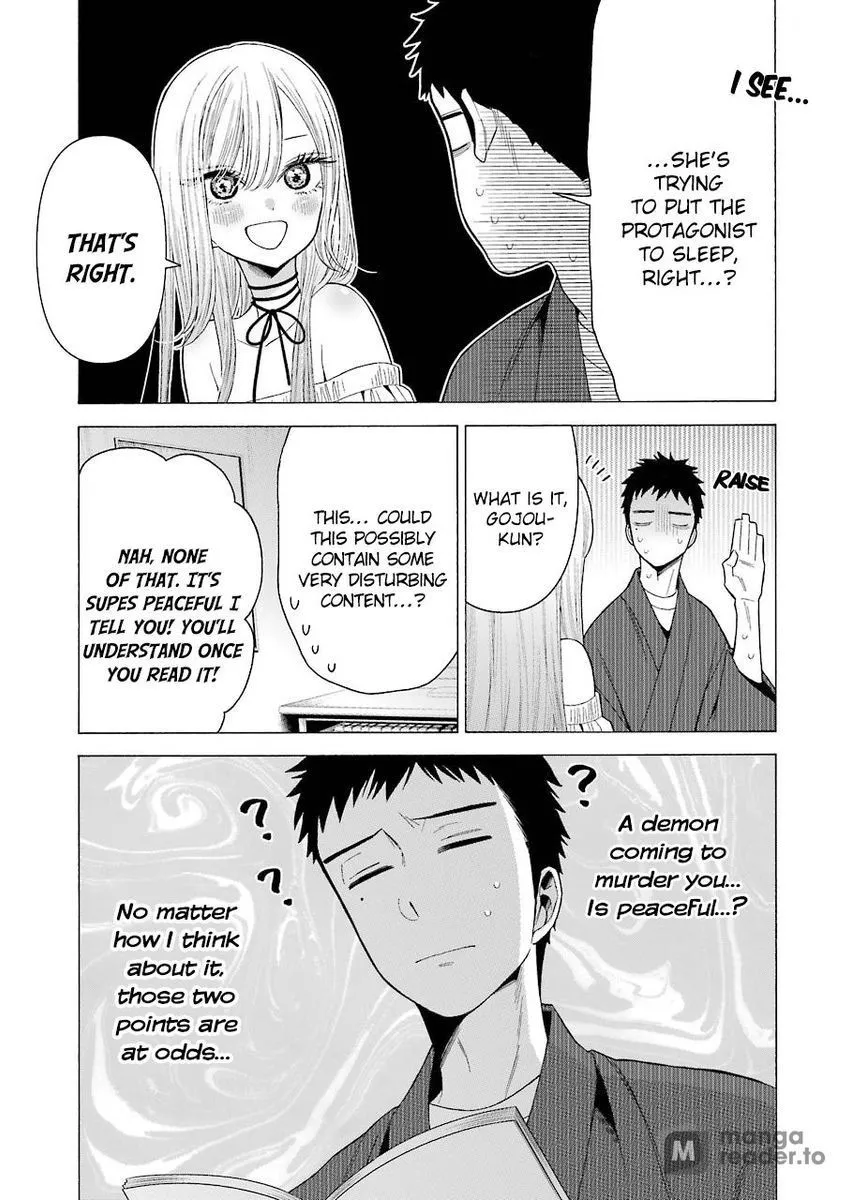 I SEE...
...SHE'S
TRYING
TO PUT THE
PROTAGONIST
TO SLEEP,
RIGHT...?
THAT'S
RIGHT.
RAISE
WHAT IS IT,
GOJOU-
KUN?
THIS... COULD
THIS POSSIBLY
CONTAIN SOME
VERY DISTURBING
CONTENT...?
NAH, NONE
OF THAT. IT'S
SUPES PEACEFUL I
TELL YOU! YOU'LL
UNDERSTAND ONCE
YOU READ IT!
? ? ?
A demon
coming to
murder you...
Is peaceful...?
No matter
how I think
about it,
those two
points are
at odds...
M manga
reader.to